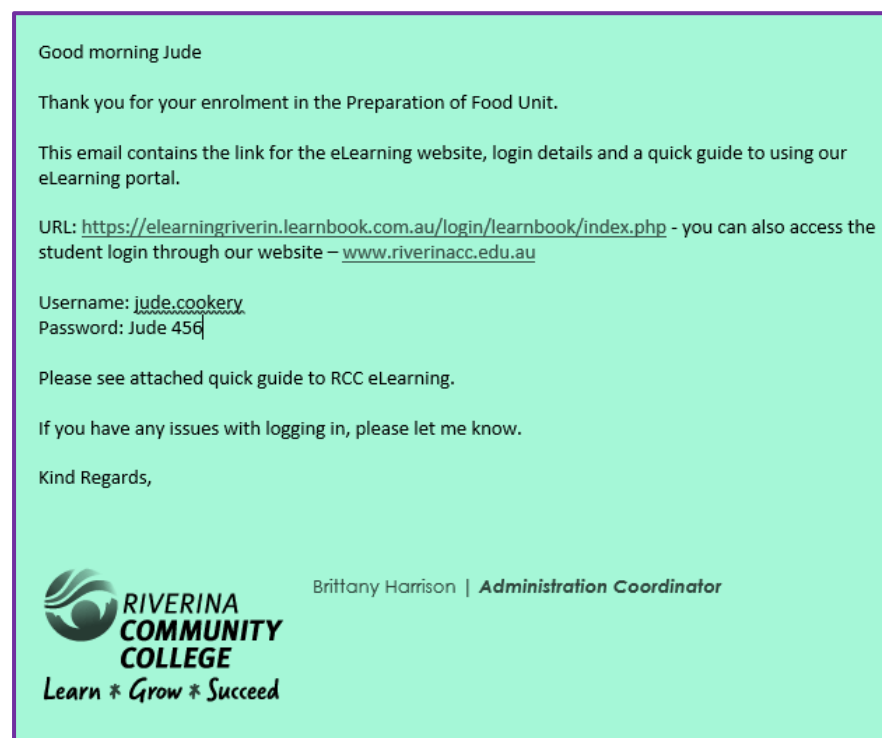 Good morning Jude
Thank you for your enrolment in the Preparation of Food Unit.
This email contains the link for the eLearning website, login details and a quick guide to using our
eLearning portal.
URL: https://elearningriverin.learnbook.com.au/login/learnbook/index.php - you can also access the
student login through our website – www.riverinacc.edu.au
Username: jude.cookery
Password: Jude 456
Please see attached quick guide to RCC eLearning.
If you have any issues with logging in, please let me know.
Kind Regards,
Brittany Harrison | Administration Coordinator
RIVERINA
COMMUNITY
COLLEGE
Learn * Grow * Succeed